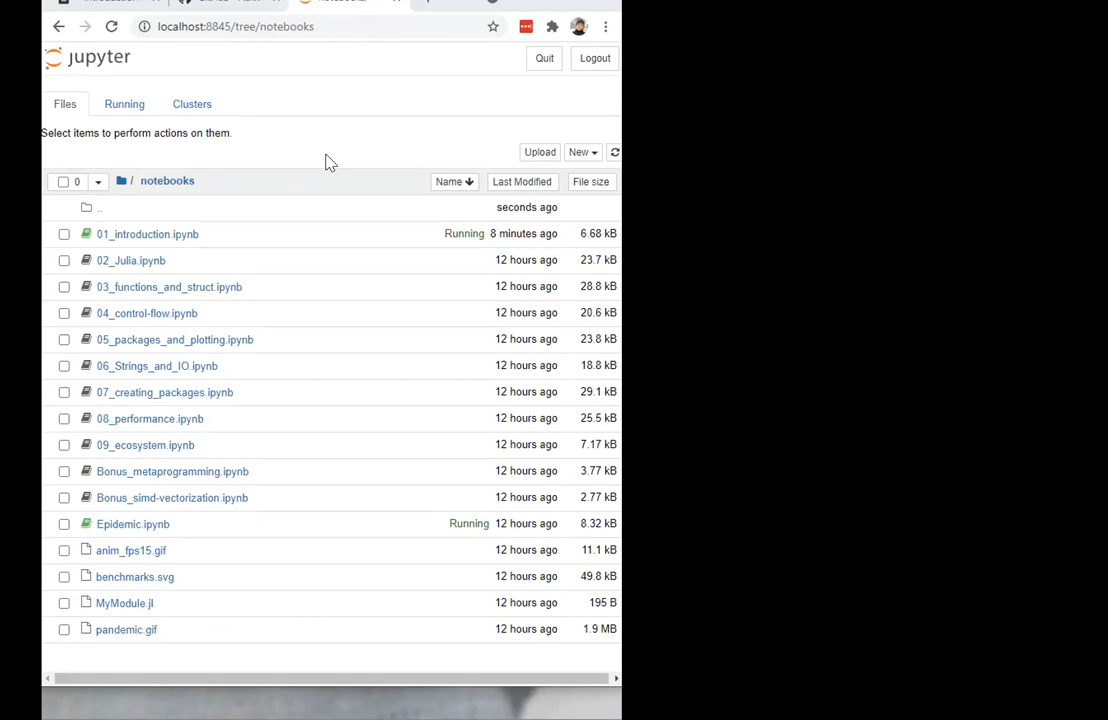 localhost:8845/tree/notebooks
jupyter
Quit Logout
Files Running Clusters
Select items to perform actions on them.
Upload New
0 / notebooks Name Last Modified File size
.. seconds ago
01_introduction.ipynb Running 8 minutes ago 6.68 kB
02_Julia.ipynb 12 hours ago 23.7 kB
03_functions_and_struct.ipynb 12 hours ago 28.8 kB
04_control-flow.ipynb 12 hours ago 20.6 kB
05_packages_and_plotting.ipynb 12 hours ago 23.8 kB
06_Strings_and_IO.ipynb 12 hours ago 18.8 kB
07_creating_packages.ipynb 12 hours ago 29.1 kB
08_performance.ipynb 12 hours ago 25.5 kB
09_ecosystem.ipynb 12 hours ago 7.17 kB
Bonus_metaprogramming.ipynb 12 hours ago 3.77 kB
Bonus_simd-vectorization.ipynb 12 hours ago 2.77 kB
Epidemic.ipynb Running 12 hours ago 8.32 kB
anim_fps15.gif 12 hours ago 11.1 kB
benchmarks.svg 12 hours ago 49.8 kB
MyModule.jl 12 hours ago 195 B
pandemic.gif 12 hours ago 1.9 MB